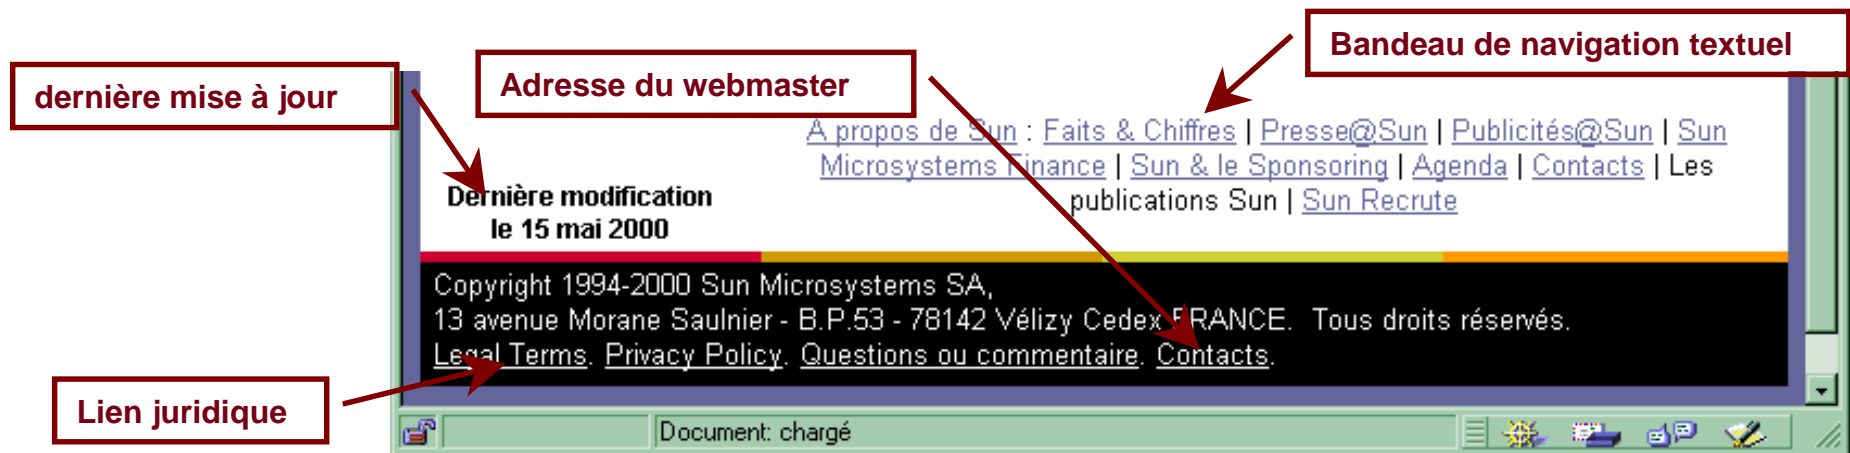 Bandeau de navigation textuel
Adresse du webmaster
dernière mise à jour
A propos de Sun : Faits & Chiffres | Presse@Sun | Publicités@Sun | Sun
Microsystems Finance | Sun & le Sponsoring | Agenda | Contacts | Les
publications Sun | Sun Recrute
Dernière modification
le 15 mai 2000
Copyright 1994-2000 Sun Microsystems SA,
13 avenue Morane Saulnier - B.P.53 - 78142 Vélizy Cedex FRANCE. Tous droits réservés.
Legal Terms. Privacy Policy. Questions ou commentaire. Contacts.
Lien juridique
Document: chargé